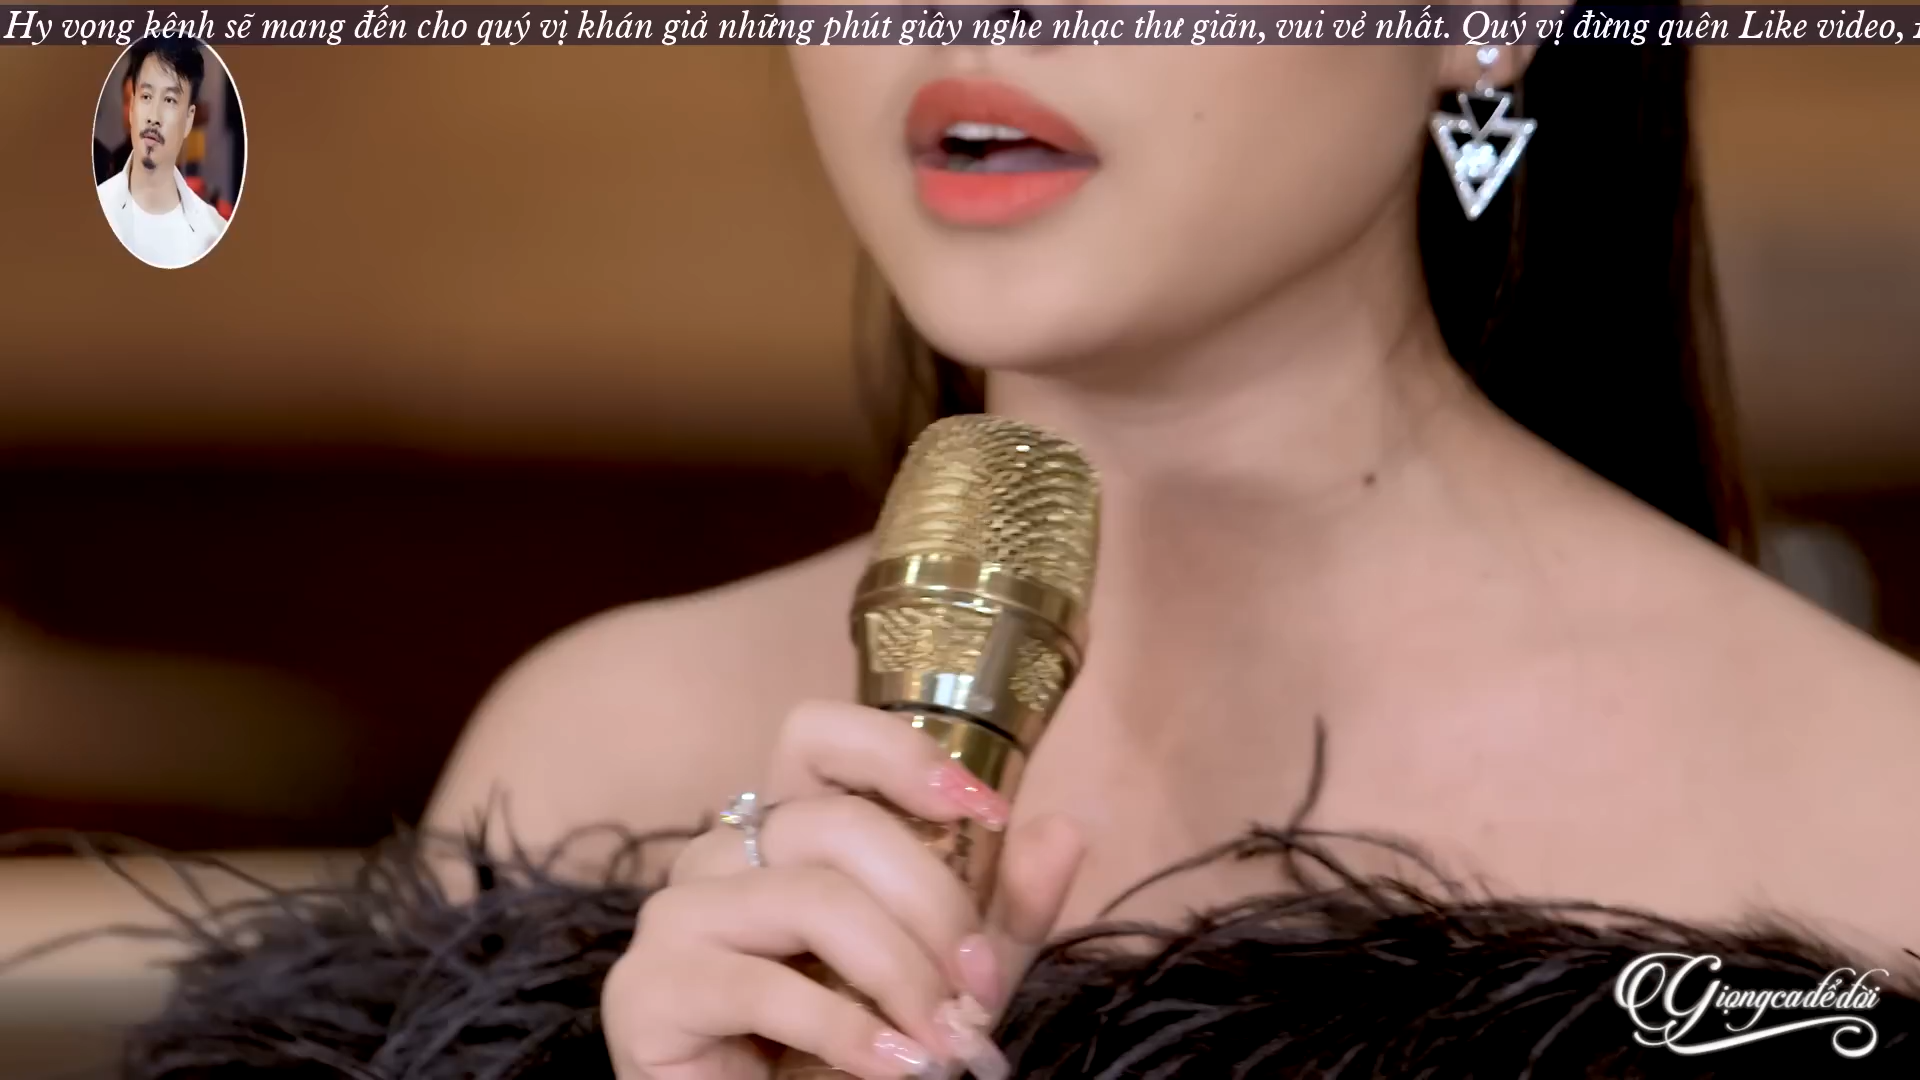 Hy vọng kênh sẽ mang đến cho quý vị khán giả những phút giây nghe nhạc thư giãn, vui vẻ nhất. Quý vị đừng quên Like video,
Giọngcađểđời